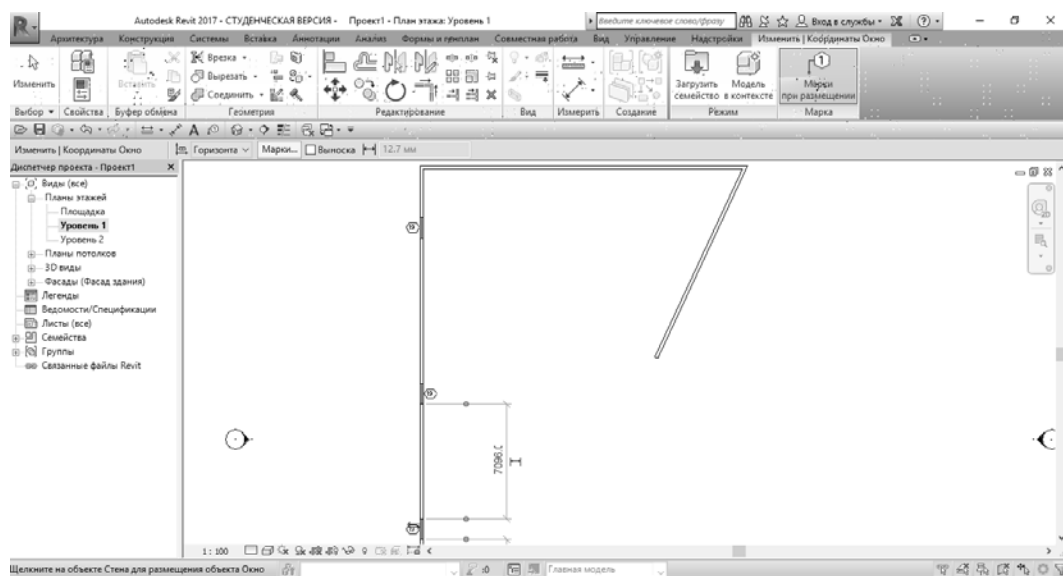 Autodesk Revit 2017 - СТУДЕНЧЕСКАЯ ВЕРСИЯ - Проект1 - План этажа: Уровень 1
Введите ключевое слово/фразу
Вход в службы
Архитектура Конструкция Системы Вставка Аннотации Анализ Формы и генплан Совместная работа Вид Управление Надстройки Изменить | Координаты Окно
Изменить
Вставить
Врезка
Вырезать
Соединить
Загрузить семейство
Модель в контексте
Марки при размещении
Выбор Свойства Буфер обмена Геометрия Редактирование Вид Измерить Создание Режим Марка
Изменить | Координаты Окно Горизонта Марки... Выноска 12.7 мм
Диспетчер проекта - Проект1
Виды (все)
Планы этажей
Площадка
Уровень 1
Уровень 2
Планы потолков
3D виды
Фасады (Фасад здания)
Легенды
Ведомости/Спецификации
Листы (все)
Семейства
Группы
Связанные файлы Revit
7096.0
1 : 100
Щелкните на объекте Стена для размещения объекта Окно
:0 Главная модель